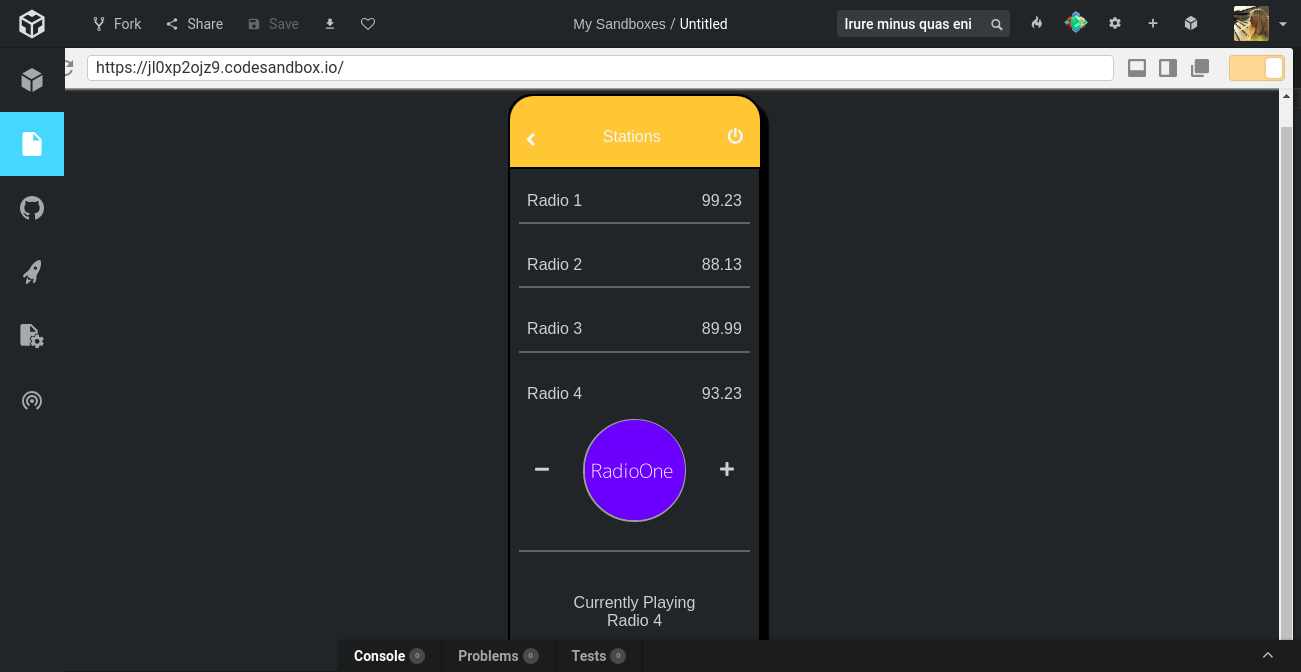 Fork Share Save My Sandboxes / Untitled Irure minus quas eni
https://jl0xp2ojz9.codesandbox.io/
Stations
Radio 1 99.23
Radio 2 88.13
Radio 3 89.99
Radio 4 93.23
RadioOne
Currently Playing
Radio 4
Console 0 Problems 0 Tests 0